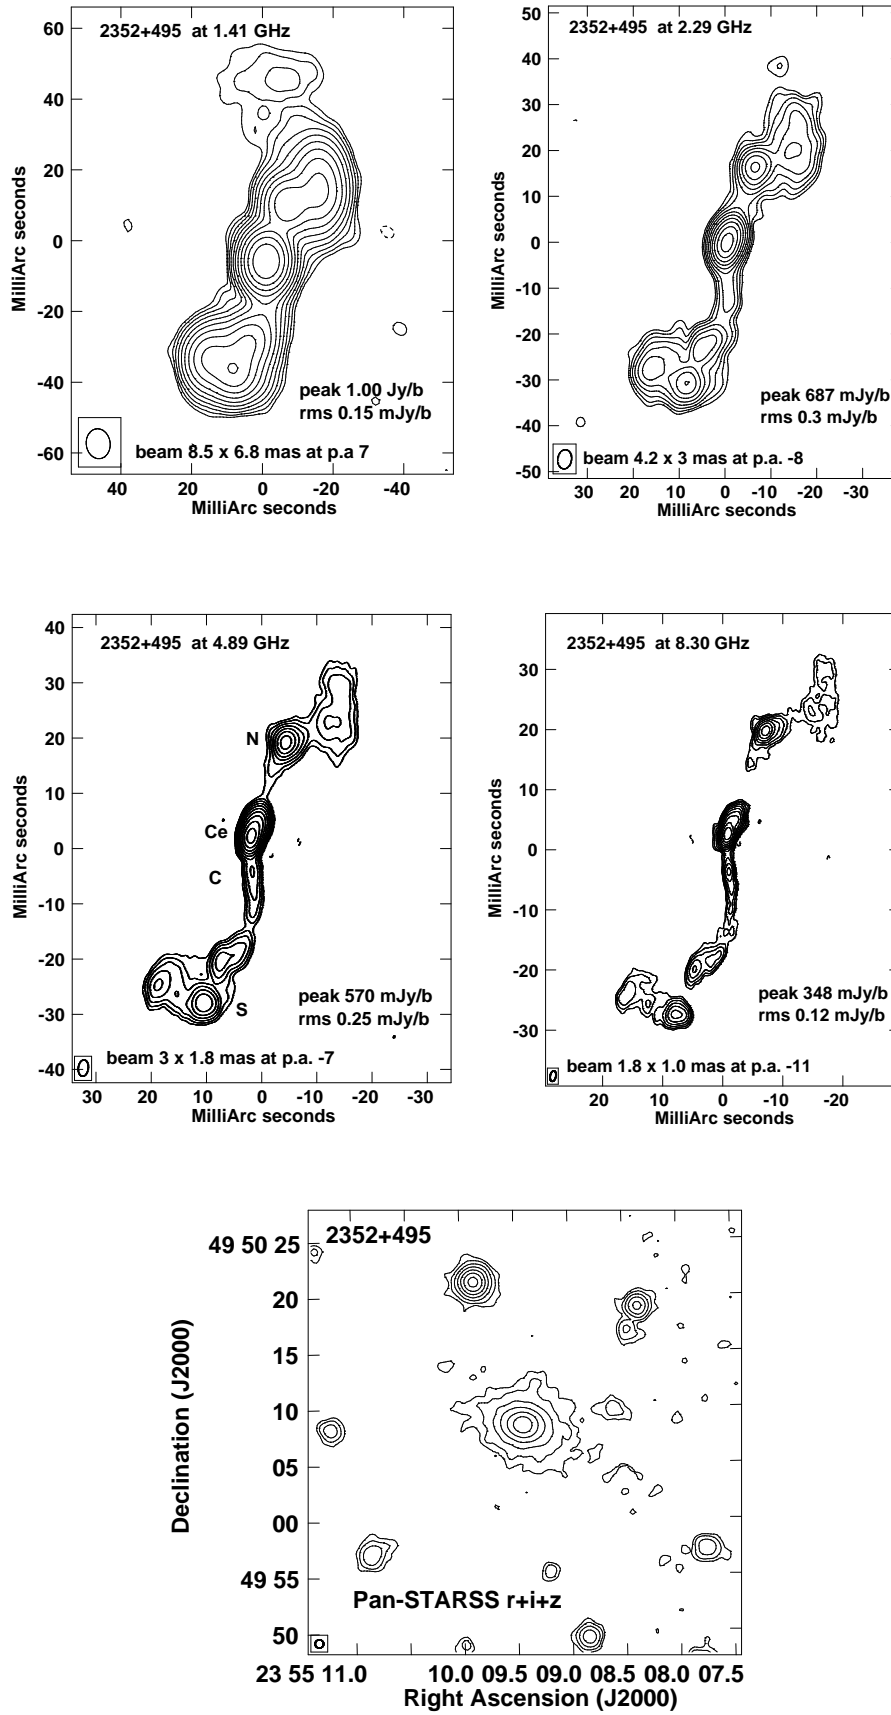 2352+495 at 1.41 GHz
60
40
20
0
-20
-40
-60
MilliArc seconds
peak 1.00 Jy/b
rms 0.15 mJy/b
beam 8.5 x 6.8 mas at p.a 7
40 20 0 -20 -40
MilliArc seconds
2352+495 at 2.29 GHz
50
40
30
20
10
0
-10
-20
-30
-40
-50
MilliArc seconds
peak 687 mJy/b
rms 0.3 mJy/b
beam 4.2 x 3 mas at p.a. -8
30 20 10 0 -10 -20 -30
MilliArc seconds
2352+495 at 4.89 GHz
40
30
20
10
0
-10
-20
-30
-40
MilliArc seconds
N
Ce
C
S
peak 570 mJy/b
rms 0.25 mJy/b
beam 3 x 1.8 mas at p.a. -7
30 20 10 0 -10 -20 -30
MilliArc seconds
2352+495 at 8.30 GHz
30
20
10
0
-10
-20
-30
MilliArc seconds
peak 348 mJy/b
rms 0.12 mJy/b
beam 1.8 x 1.0 mas at p.a. -11
20 10 0 -10 -20
MilliArc seconds
2352+495
49 50 25
20
15
10
05
00
49 55
50
Declination (J2000)
Pan-STARSS r+i+z
23 55 11.0 10.0 09.5 09.0 08.5 08.0 07.5
Right Ascension (J2000)